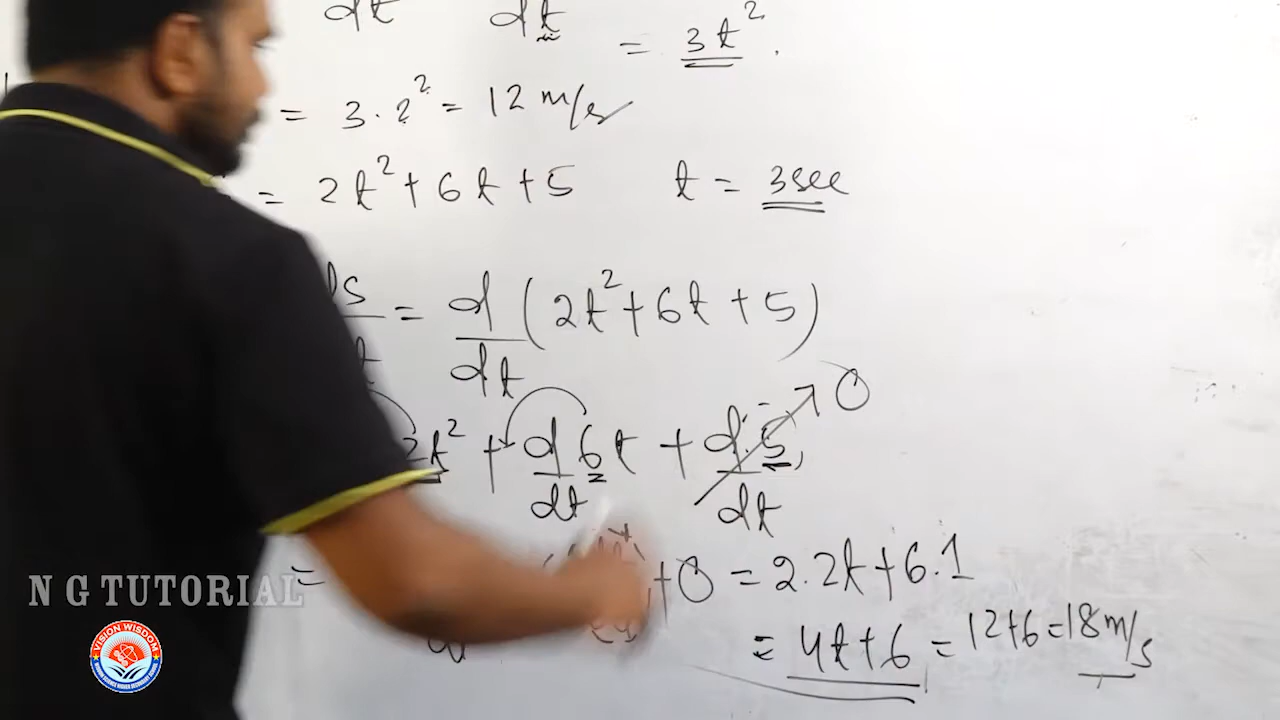 dt dt = 3t².
= 3.2² = 12 m/s
= 2t² + 6t + 5 t = 3sec
ds = d (2t² + 6t + 5)
t dt
2t² + d 6t + d 5 → 0
dt dt
= + 0 = 2.2t + 6.1
= 4t + 6 = 12+6 = 18 m/s
N G TUTORIAL
VISION WISDOM